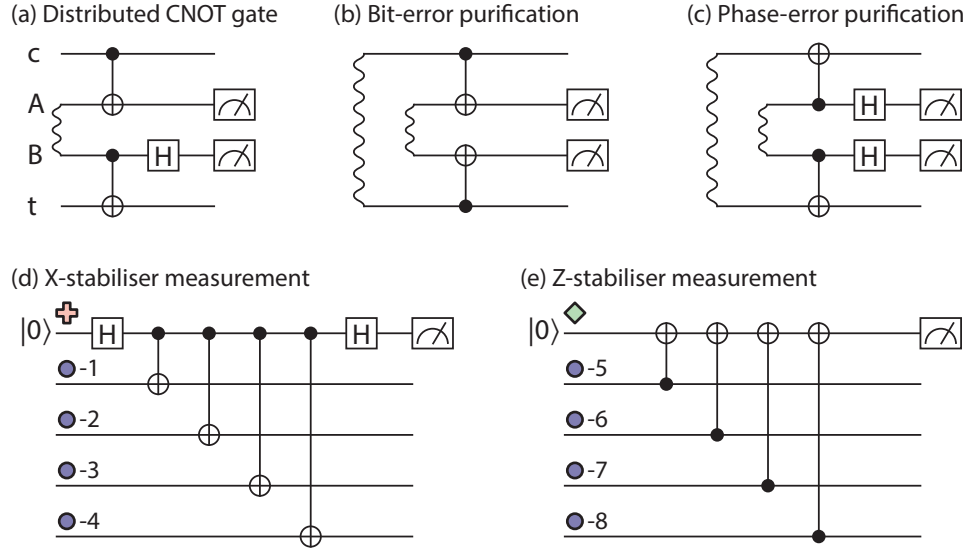 (a) Distributed CNOT gate
(b) Bit-error purification
(c) Phase-error purification
c
A
B H
t
H
H
(d) X-stabiliser measurement
(e) Z-stabiliser measurement
|0⟩ H H
-1
-2
-3
-4
|0⟩
-5
-6
-7
-8